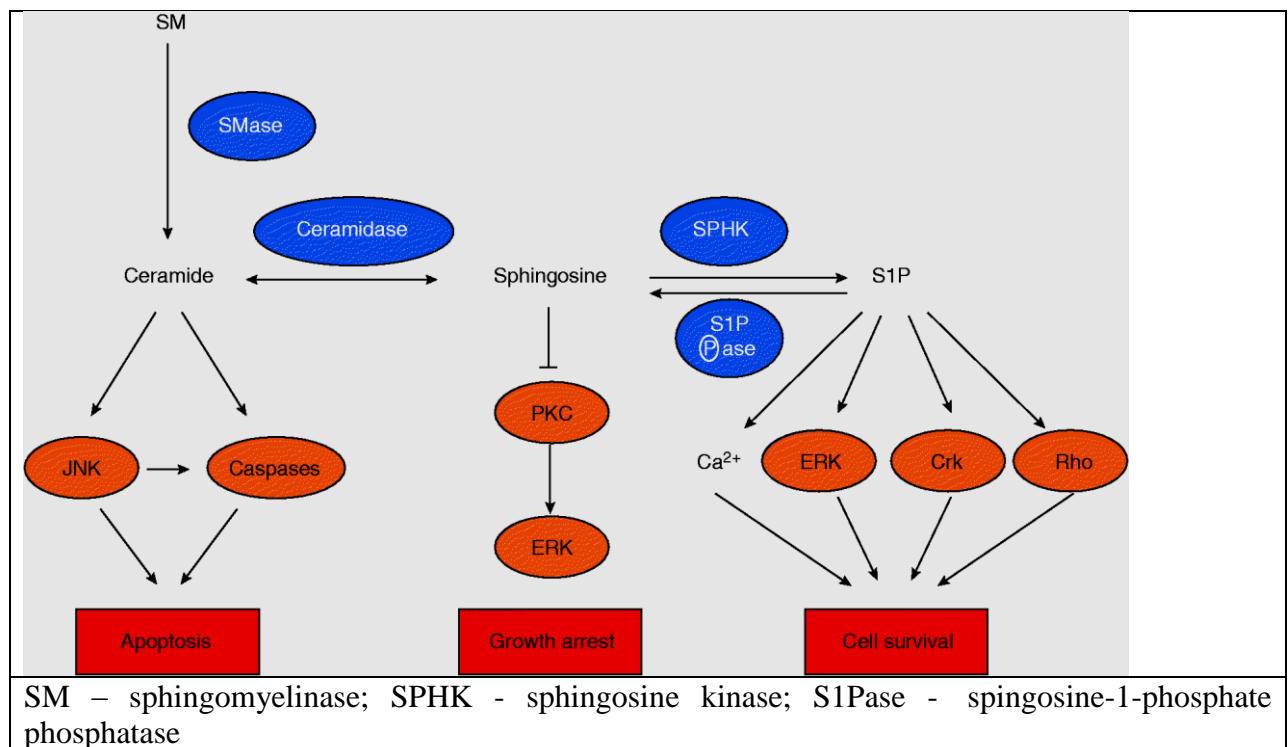 SM
SMase
Ceramidase
SPHK
Ceramide
Sphingosine
S1P
S1P
P ase
PKC
JNK
Caspases
Ca²⁺
ERK
Crk
Rho
ERK
Apoptosis
Growth arrest
Cell survival
SM – sphingomyelinase; SPHK - sphingosine kinase; S1Pase - spingosine-1-phosphate
phosphatase